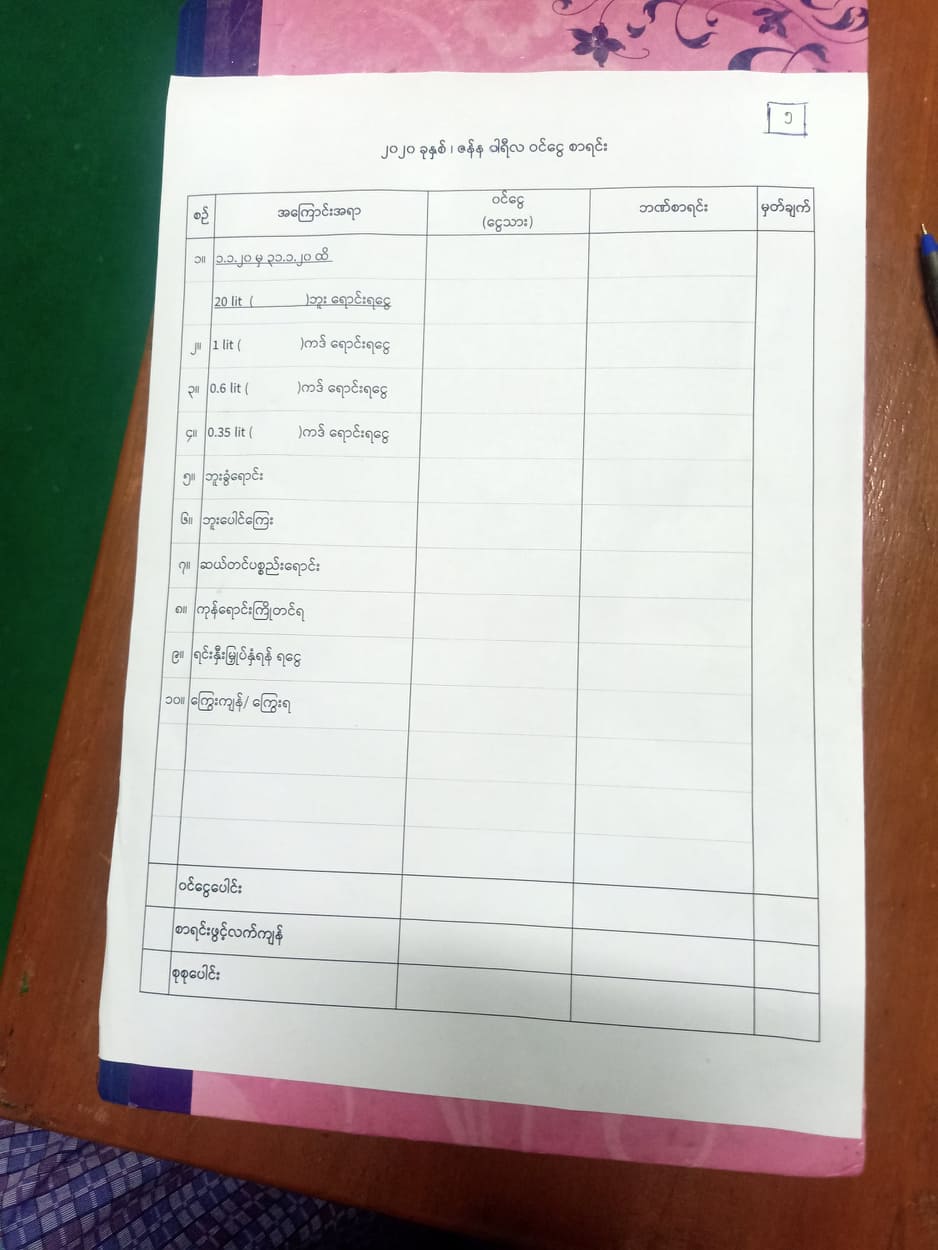 ၅
၂၀၂၀ ခုနှစ် ၊ ဇန်န ဝါရီလ ဝင်ငွေ စာရင်း
စဉ် အကြောင်းအရာ ဝင်ငွေ (ငွေသား) ဘဏ်စာရင်း မှတ်ချက်
၁။ ၁.၁.၂၀ မှ ၃၁.၁.၂၀ ထိ
20 lit ( )ဘူး ရောင်းရငွေ
၂။ 1 lit ( )ကဒ် ရောင်းရငွေ
၃။ 0.6 lit ( )ကဒ် ရောင်းရငွေ
၄။ 0.35 lit ( )ကဒ် ရောင်းရငွေ
၅။ ဘူးခွံရောင်း
၆။ ဘူးပေါင်ကြေး
၇။ ဆယ်တင်ပစ္စည်းရောင်း
၈။ ကုန်ရောင်းကြိုတင်ရ
၉။ ရင်းနှီးမြှုပ်နှံရန် ရငွေ
၁၀။ ကြွေးကျန်/ ကြွေးရ
ဝင်ငွေပေါင်း
စာရင်းဖွင့်လက်ကျန်
စုစုပေါင်း